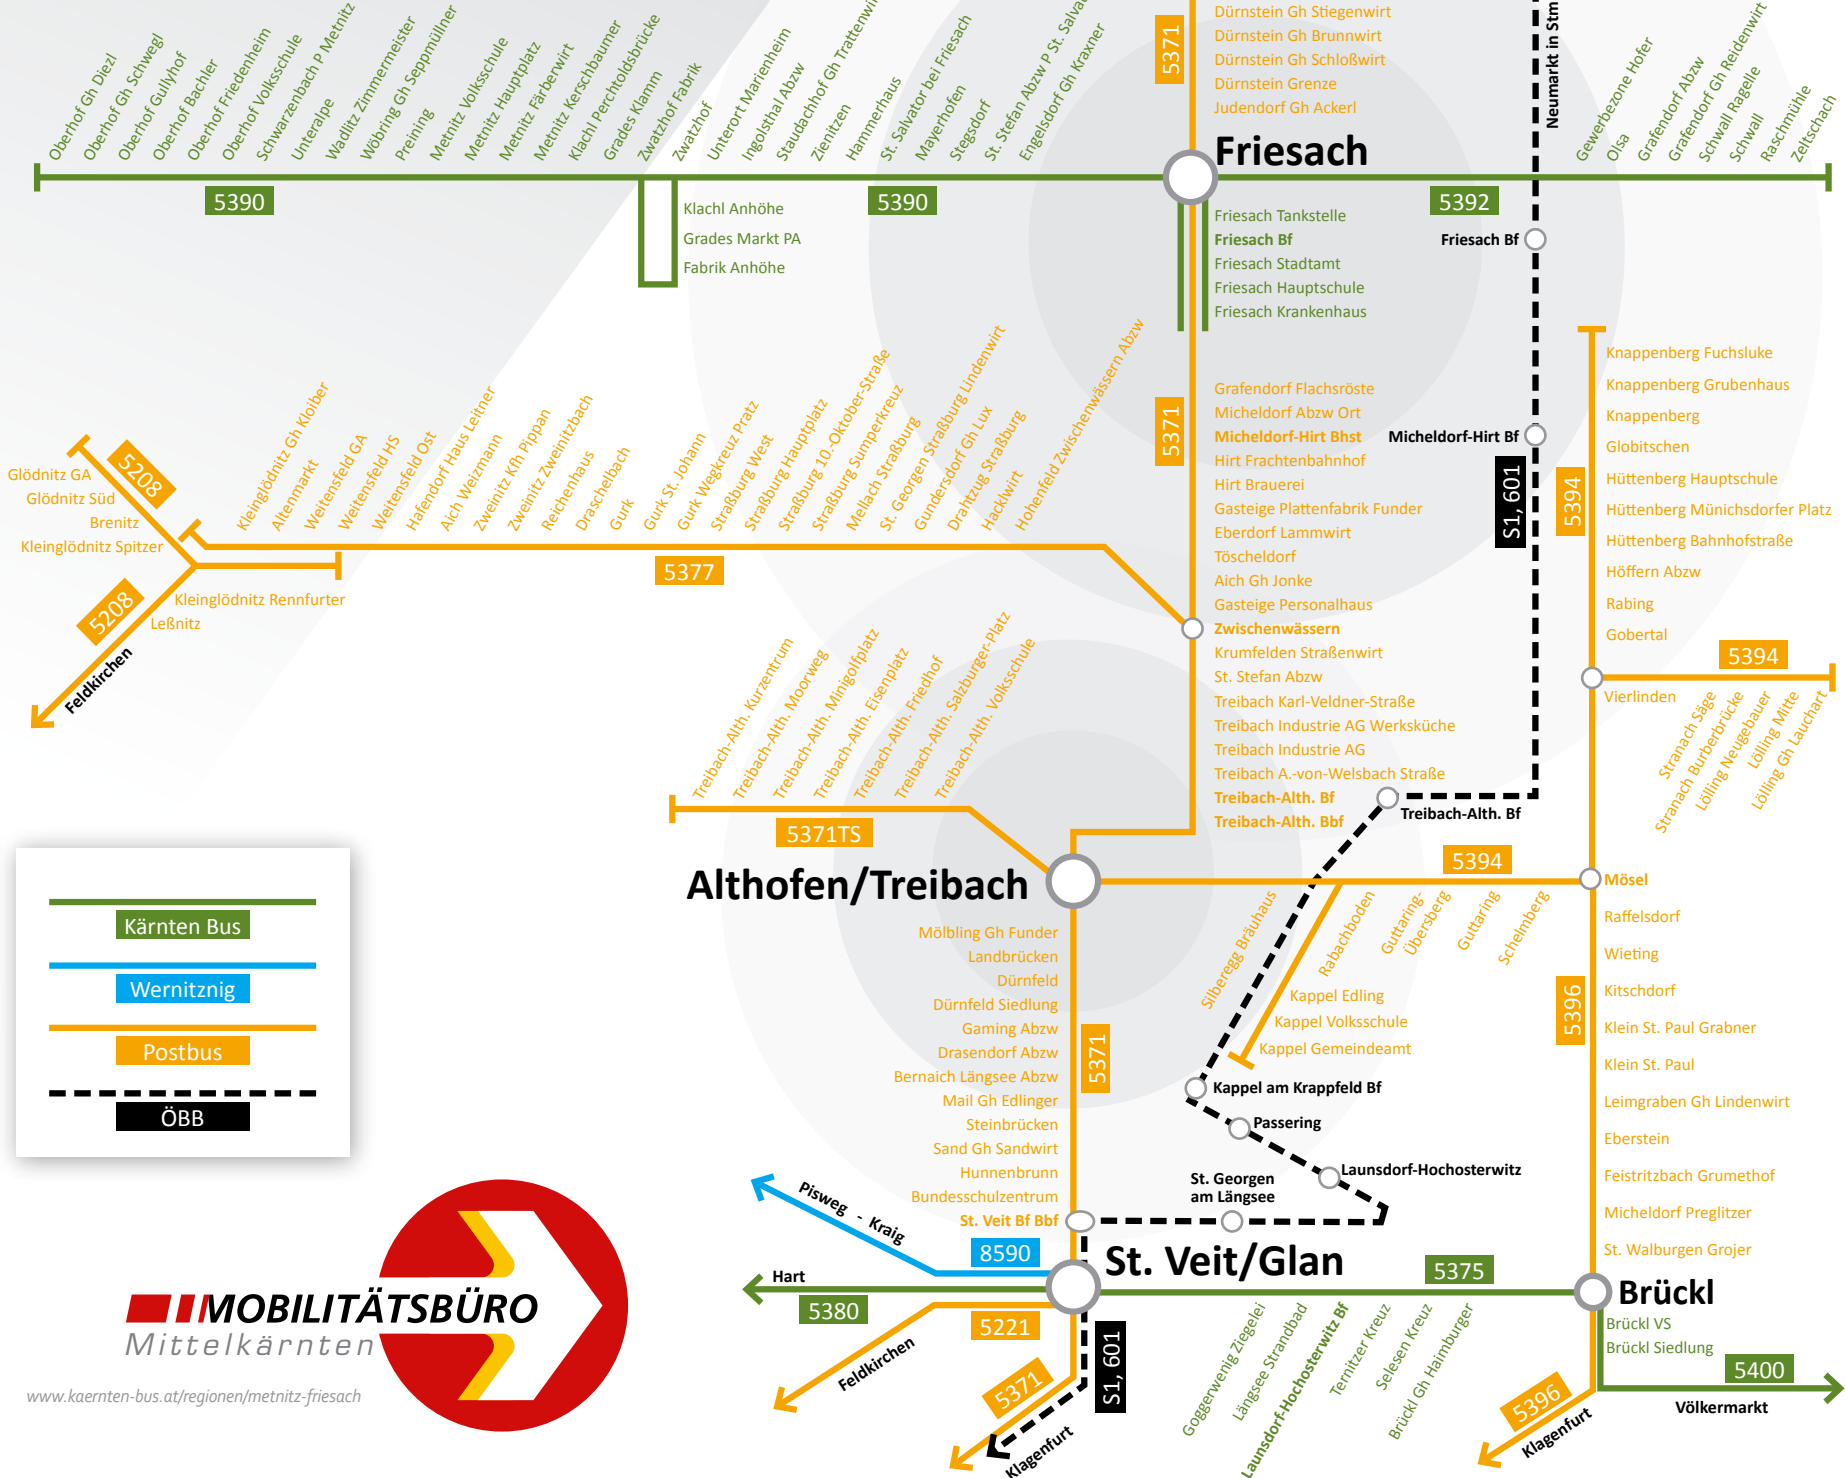 Oberhof Gh Diezl
Oberhof Gh Schwegl
Oberhof Gullyhof
Oberhof Bachler
Oberhof Friedenheim
Oberhof Volksschule
Schwarzenbach P Metnitz
Unteralpe
Wadlitz Zimmermeister
Wöbring Gh Seppmüllner
Preining
Metnitz Volksschule
Metnitz Hauptplatz
Metnitz Färberwirt
Metnitz Kerschbaumer
Klachl Perchtoldsbrücke
Grades Klamm
Zwatzhof Fabrik
Zwatzhof
Unterort Marienheim
Ingolsthal Abzw
Staudachhof Gh Trattenwirt
Zienitzen
Hammerhaus
St. Salvator bei Friesach
Mayerhofen
Stegsdorf
St. Stefan Abzw P St. Salvator
Engelsdorf Gh Kraxner
5371
Dürnstein Gh Stiegenwirt
Dürnstein Gh Brunnwirt
Dürnstein Gh Schloßwirt
Dürnstein Grenze
Judendorf Gh Ackerl
Neumarkt in Stm
Gewerbezone Hofer
Olsa
Grafendorf Abzw
Grafendorf Gh Reidenwirt
Schwall Ragelle
Schwall
Raschmühle
Zeltschach
Friesach
5390
5390
5392
Klachl Anhöhe
Grades Markt PA
Fabrik Anhöhe
Friesach Tankstelle
Friesach Bf
Friesach Stadtamt
Friesach Hauptschule
Friesach Krankenhaus
Friesach Bf
5371
Grafendorf Flachsröste
Micheldorf Abzw Ort
Micheldorf-Hirt Bhst
Hirt Frachtenbahnhof
Hirt Brauerei
Gasteige Plattenfabrik Funder
Eberdorf Lammwirt
Töscheldorf
Aich Gh Jonke
Gasteige Personalhaus
Zwischenwässern
Krumfelden Straßenwirt
St. Stefan Abzw
Treibach Karl-Veldner-Straße
Treibach Industrie AG Werksküche
Treibach Industrie AG
Treibach A.-von-Welsbach Straße
Treibach-Alth. Bf
Treibach-Alth. Bbf
Micheldorf-Hirt Bf
S1, 601
Treibach-Alth. Bf
5394
Knappenberg Fuchsluke
Knappenberg Grubenhaus
Knappenberg
Globitschen
Hüttenberg Hauptschule
Hüttenberg Münichsdorfer Platz
Hüttenberg Bahnhofstraße
Höffern Abzw
Rabing
Gobertal
5394
Vierlinden
Stranach Säge
Stranach Burberbrücke
Lölling Neugebauer
Lölling Mitte
Lölling Gh Lauchart
5208
Glödnitz GA
Glödnitz Süd
Brenitz
Kleinglödnitz Spitzer
Kleinglödnitz Rennfurter
Leßnitz
5208
Feldkirchen
Kleinglödnitz Gh Kloiber
Altenmarkt
Weitensfeld GA
Weitensfeld HS
Weitensfeld Ost
Hafendorf Haus Leitner
Aich Weizmann
Zweinitz Kfh Pippan
Zweinitz Zweinitzbach
Reichenhaus
Draschelbach
Gurk
Gurk St. Johann
Gurk Wegkreuz Pratz
Straßburg West
Straßburg Hauptplatz
Straßburg 10.-Oktober-Straße
Straßburg Sumperkreuz
Mellach Straßburg
St. Georgen Straßburg Lindenwirt
Gundersdorf Gh Lux
Drahtzug Straßburg
Hacklwirt
Hohenfeld Zwischenwässern Abzw
5377
Treibach-Alth. Kurzentrum
Treibach-Alth. Moorweg
Treibach-Alth. Minigolfplatz
Treibach-Alth. Eisenplatz
Treibach-Alth. Friedhof
Treibach-Alth. Salzburger-Platz
Treibach-Alth. Volksschule
5371TS
Althofen/Treibach
5394
Silberegg Bräuhaus
Rabachboden
Guttaring-
Übersberg
Guttaring
Schelmberg
Kappel Edling
Kappel Volksschule
Kappel Gemeindeamt
Mösel
Raffelsdorf
Wieting
Kitschdorf
Klein St. Paul Grabner
Klein St. Paul
Leimgraben Gh Lindenwirt
Eberstein
Feistritzbach Grumethof
Micheldorf Preglitzer
St. Walburgen Grojer
5396
Mölbling Gh Funder
Landbrücken
Dürnfeld
Dürnfeld Siedlung
Gaming Abzw
Drasendorf Abzw
Bernaich Längsee Abzw
Mail Gh Edlinger
Steinbrücken
Sand Gh Sandwirt
Hunnenbrunn
Bundesschulzentrum
St. Veit Bf Bbf
5371
Kappel am Krappfeld Bf
Passering
Launsdorf-Hochosterwitz
St. Georgen
am Längsee
Kärnten Bus
Wernitznig
Postbus
ÖBB
Pisweg - Kraig
8590
Hart
5380
5221
Feldkirchen
5371
Klagenfurt
S1, 601
St. Veit/Glan
5375
Goggerwenig Ziegelei
Längsee Strandbad
Launsdorf-Hochosterwitz Bf
Ternitzer Kreuz
Selesen Kreuz
Brückl Gh Haimburger
Brückl
Brückl VS
Brückl Siedlung
5400
Völkermarkt
5396
Klagenfurt
MOBILITÄTSBÜRO
Mittelkärnten
www.kaernten-bus.at/regionen/metnitz-friesach